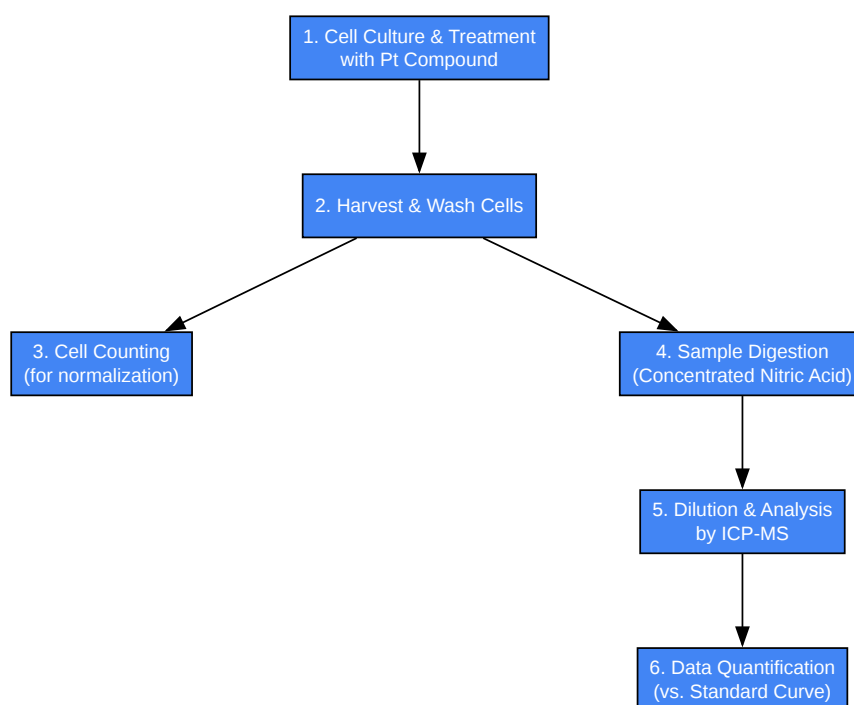 1. Cell Culture & Treatment
with Pt Compound
2. Harvest & Wash Cells
3. Cell Counting
(for normalization)
4. Sample Digestion
(Concentrated Nitric Acid)
5. Dilution & Analysis
by ICP-MS
6. Data Quantification
(vs. Standard Curve)